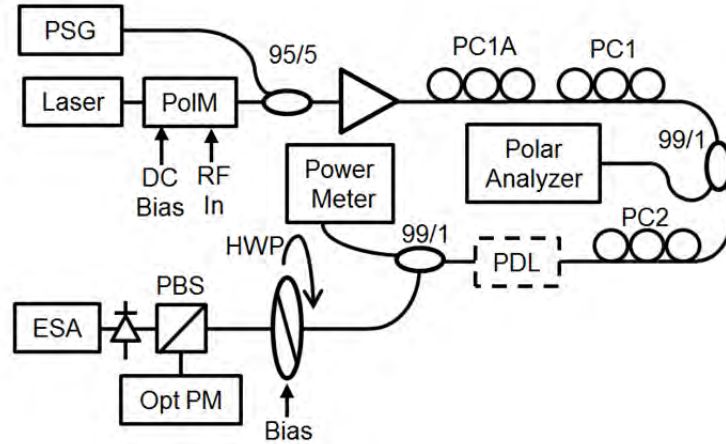 PSG
95/5
PC1A
PC1
Laser
PolM
99/1
DC
Bias
RF
In
Power
Meter
Polar
Analyzer
HWP
99/1
PC2
PDL
PBS
ESA
Opt PM
Bias